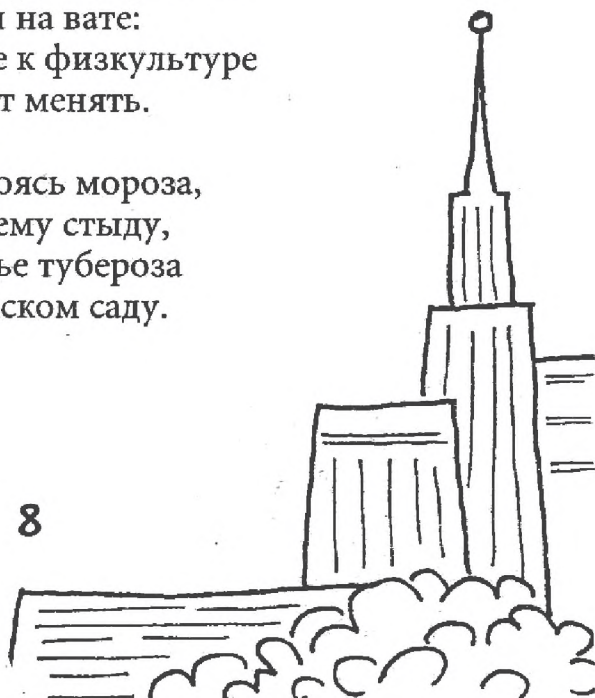 и на вате:
е к физкультуре
т менять.
оясь мороза,
ему стыду,
ье тубероза
ском саду.
8